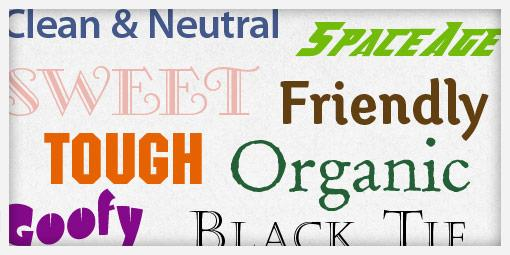 Clean & Neutral
SPACEAGE
SWEET
Friendly
TOUGH
Organic
Goofy
BLACK TIE